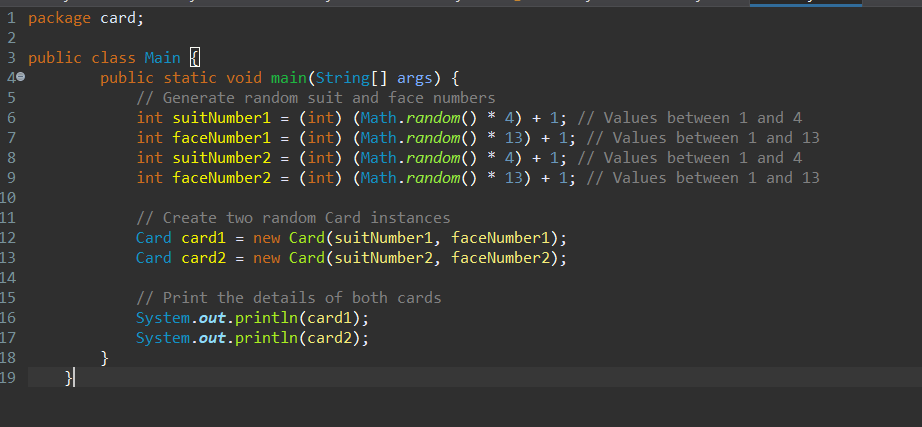 1 package card;
2
3 public class Main {
4 public static void main(String[] args) {
5 // Generate random suit and face numbers
6 int suitNumber1 = (int) (Math.random() * 4) + 1; // Values between 1 and 4
7 int faceNumber1 = (int) (Math.random() * 13) + 1; // Values between 1 and 13
8 int suitNumber2 = (int) (Math.random() * 4) + 1; // Values between 1 and 4
9 int faceNumber2 = (int) (Math.random() * 13) + 1; // Values between 1 and 13
10
11 // Create two random Card instances
12 Card card1 = new Card(suitNumber1, faceNumber1);
13 Card card2 = new Card(suitNumber2, faceNumber2);
14
15 // Print the details of both cards
16 System.out.println(card1);
17 System.out.println(card2);
18 }
19 }